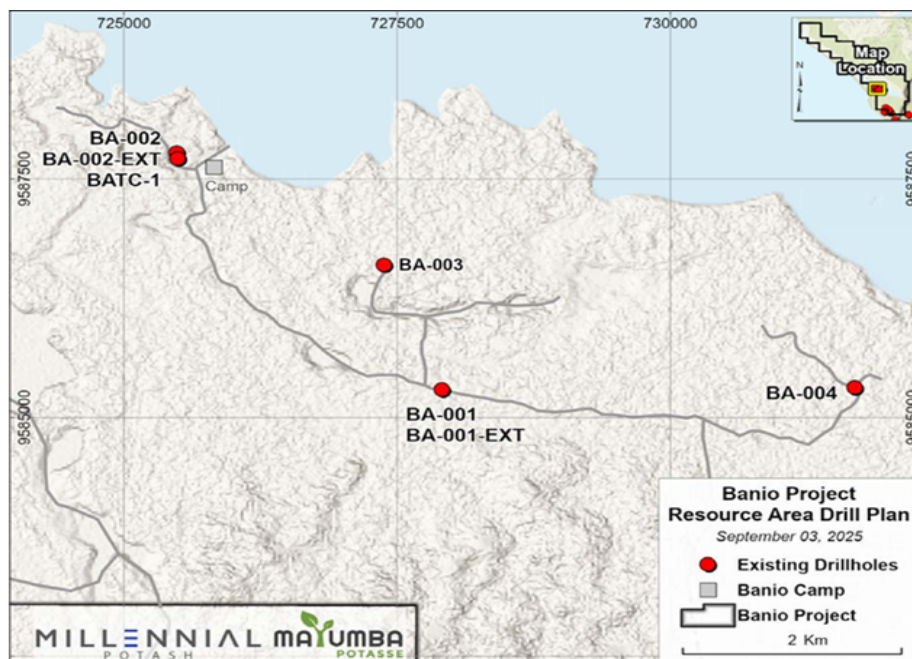 725000
727500
730000
Map
Location
N
BA-002
BA-002-EXT
BATC-1
Camp
9587500
9587500
BA-003
BA-001
BA-001-EXT
BA-004
9585000
9585000
Banio Project
Resource Area Drill Plan
September 03, 2025
Existing Drillholes
Banio Camp
Banio Project
2 Km
MILLENNIAL
POTASH
MAYUMBA
POTASSE